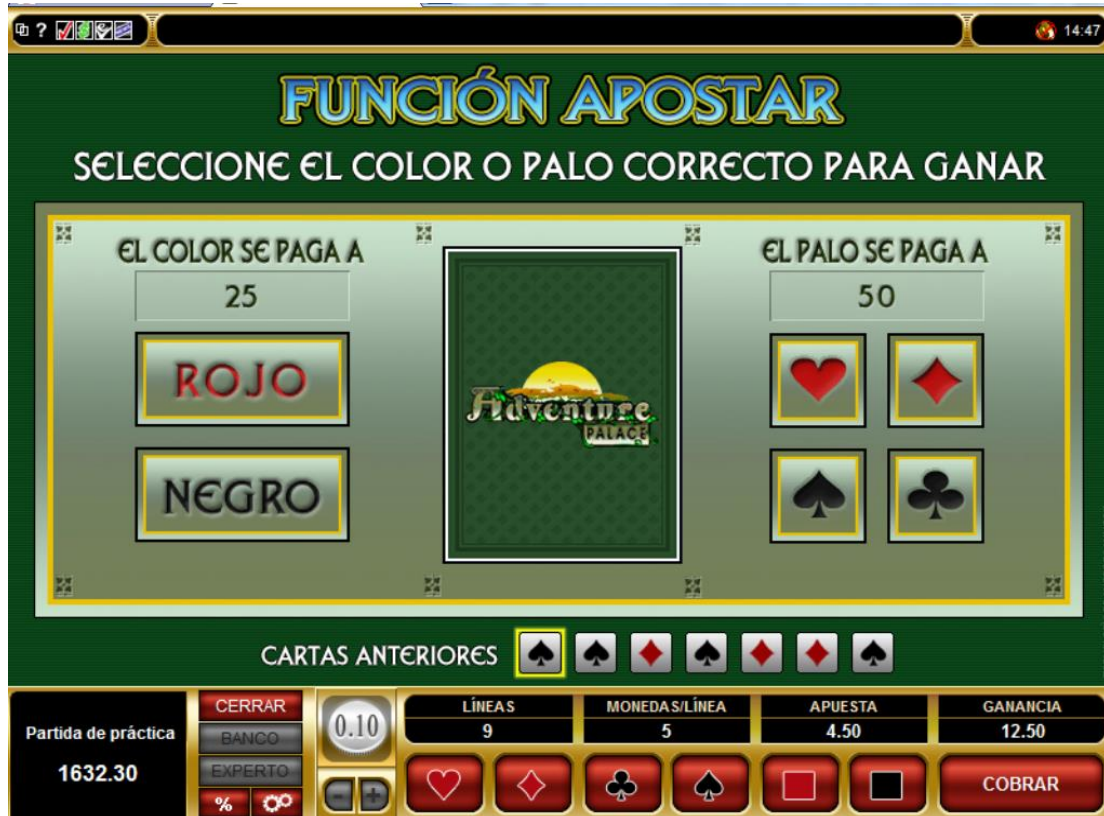 ?
14:47
FUNCIÓN APOSTAR
SELECCIONE EL COLOR O PALO CORRECTO PARA GANAR
EL COLOR SE PAGA A
25
ROJO
NEGRO
Adventure
PALACE
EL PALO SE PAGA A
50
CARTAS ANTERIORES
Partida de práctica
1632.30
CERRAR
BANCO
EXPERTO
%
0.10
- +
LÍNEAS
9
MONEDAS/LÍNEA
5
APUESTA
4.50
GANANCIA
12.50
COBRAR